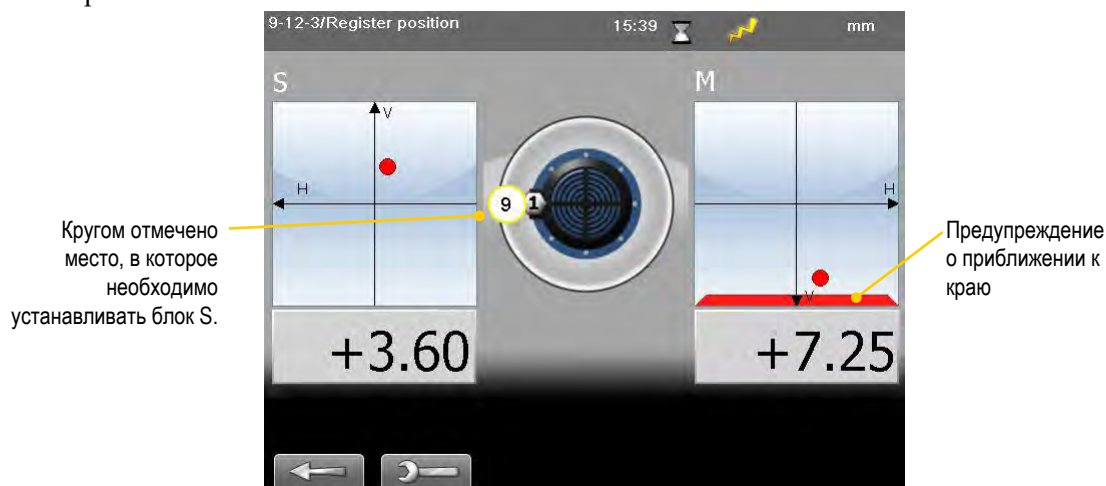 9-12-3/Register position 15:39 mm
S M
V
H H
9 1
V
Кругом отмечено
место, в которое
необходимо
устанавливать блок S.
Предупреждение
о приближении к
краю
+3.60 +7.25